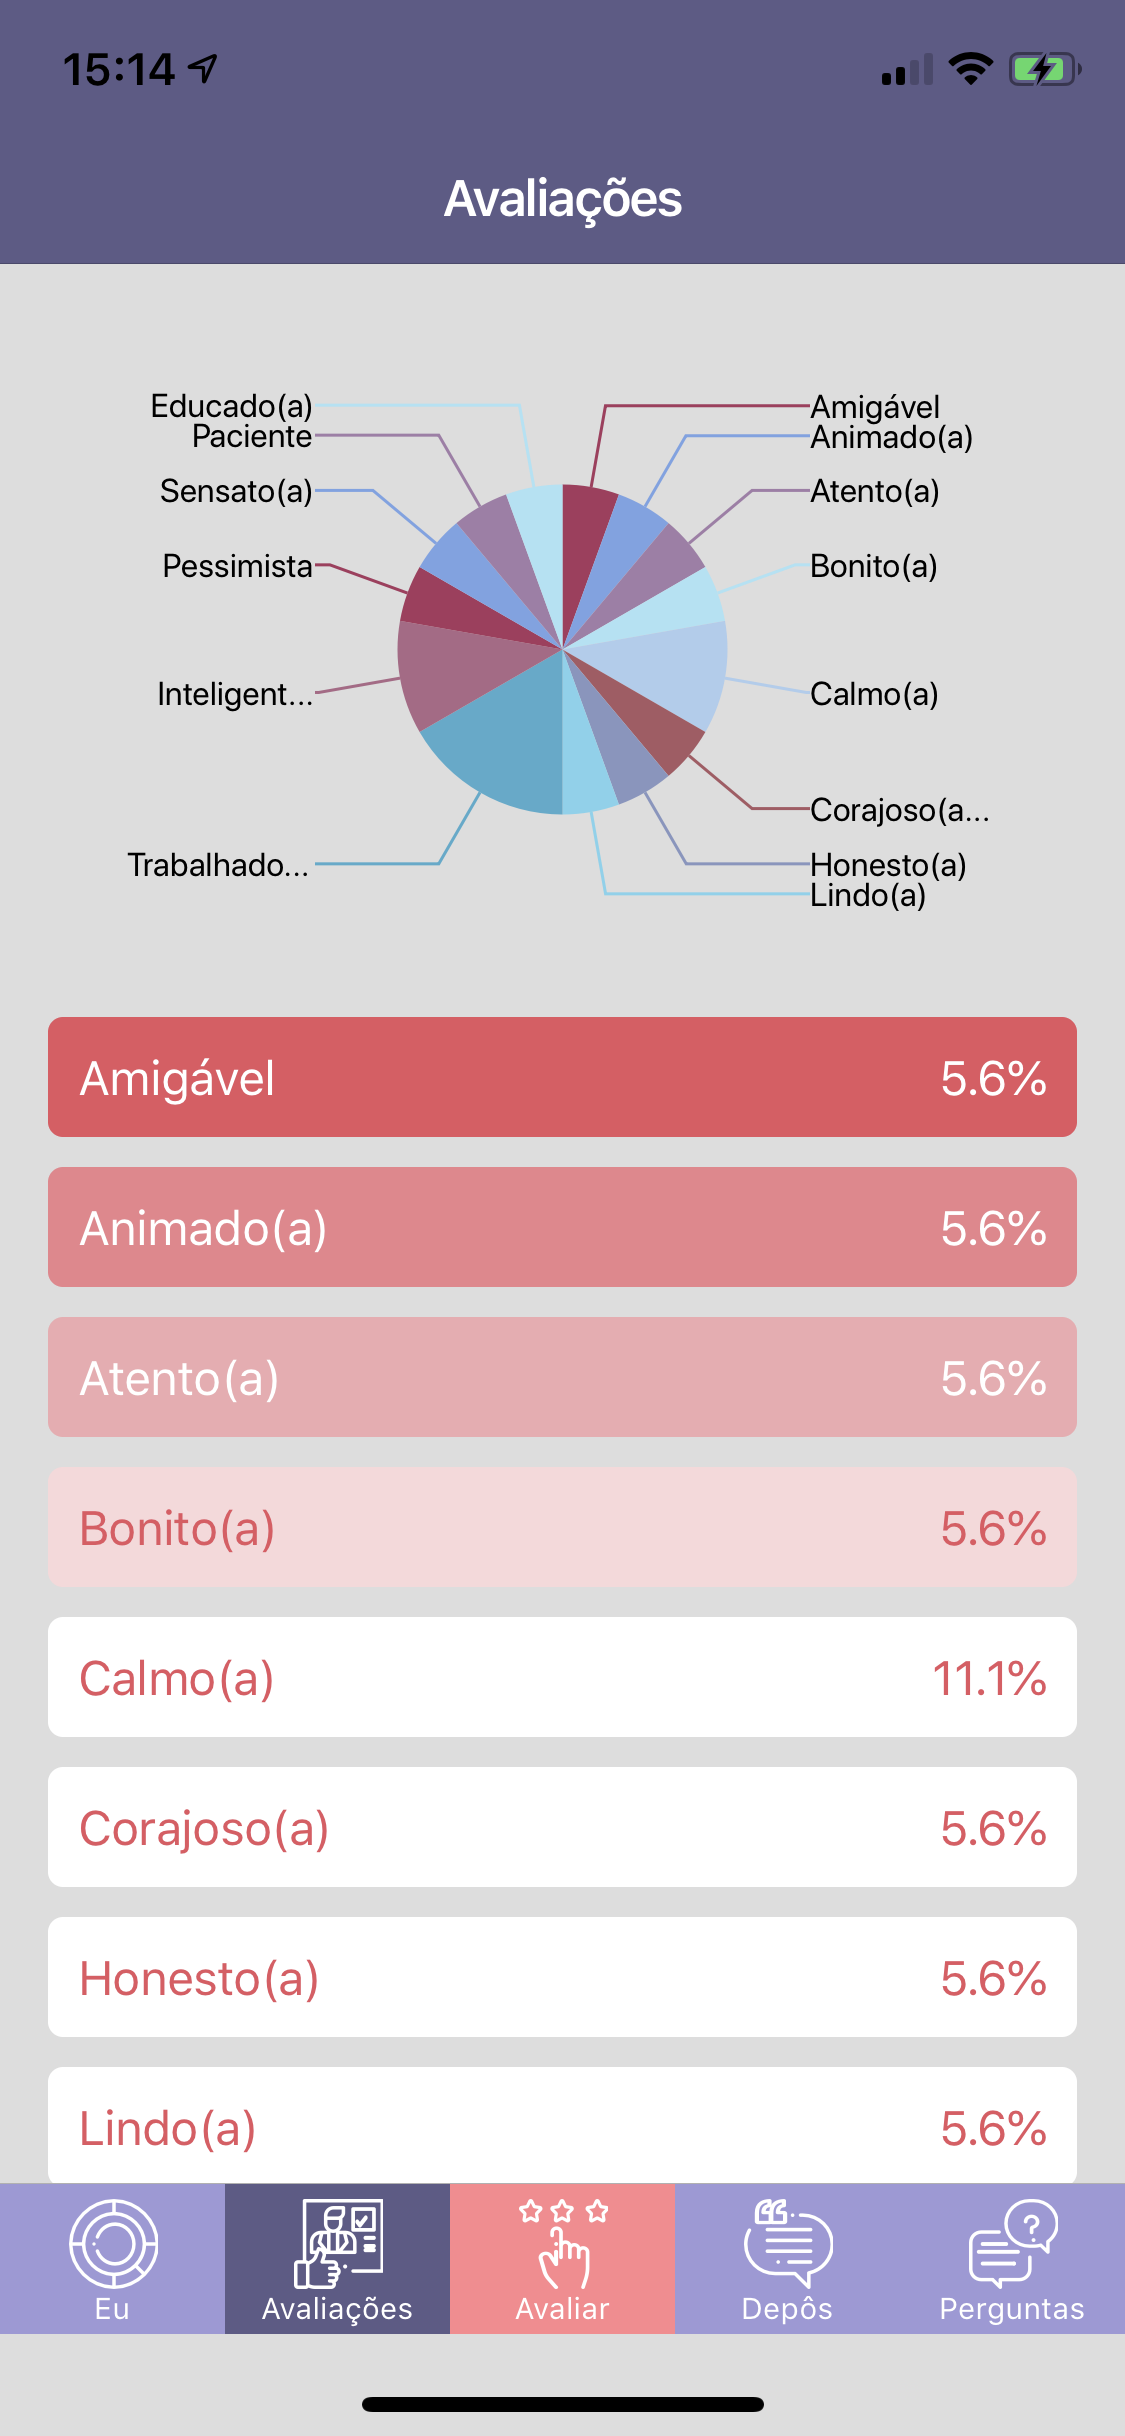 15:14
Avaliações
Educado(a)
Paciente
Sensato(a)
Pessimista
Inteligent...
Trabalhado...
Amigável
Animado(a)
Atento(a)
Bonito(a)
Calmo(a)
Corajoso(a...
Honesto(a)
Lindo(a)
Amigável 5.6%
Animado(a) 5.6%
Atento(a) 5.6%
Bonito(a) 5.6%
Calmo(a) 11.1%
Corajoso(a) 5.6%
Honesto(a) 5.6%
Lindo(a) 5.6%
Eu Avaliações Avaliar Depôs Perguntas